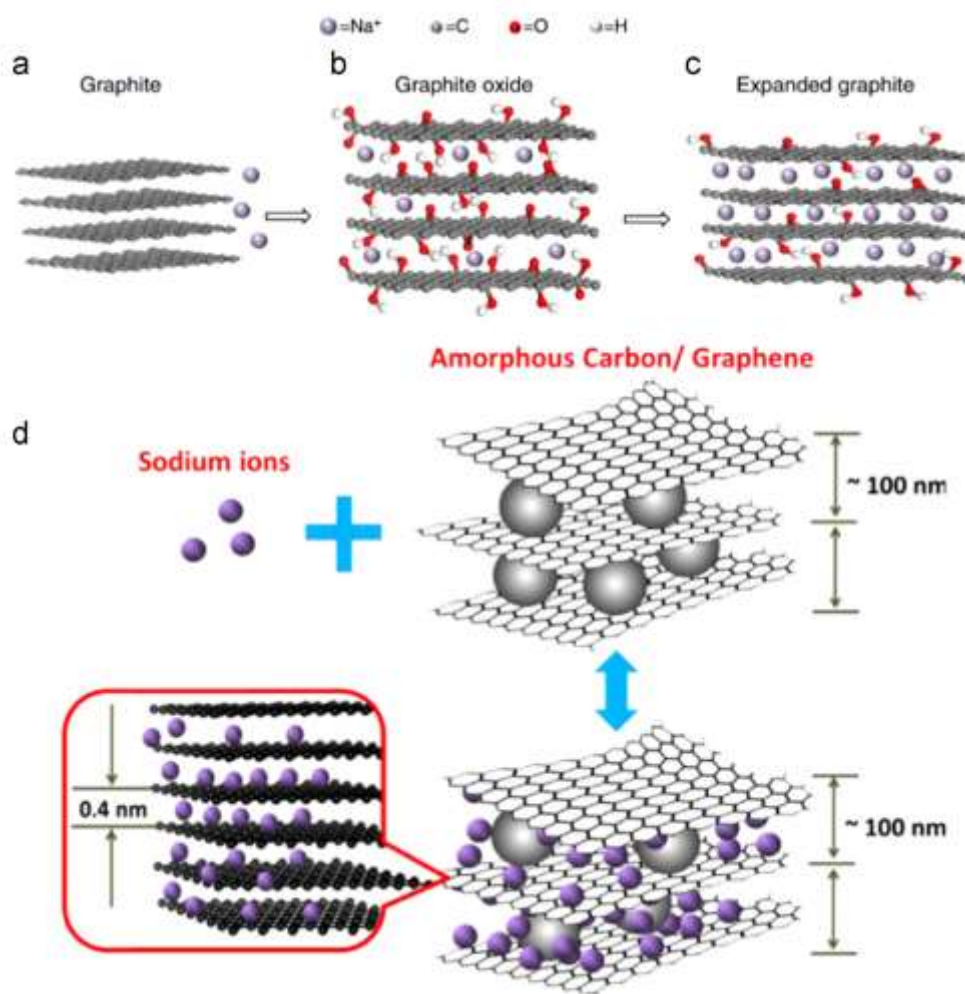 =Na⁺ =C =O =H
a b c
Graphite Graphite oxide Expanded graphite
Amorphous Carbon/ Graphene
d
Sodium ions
~ 100 nm
0.4 nm
~ 100 nm